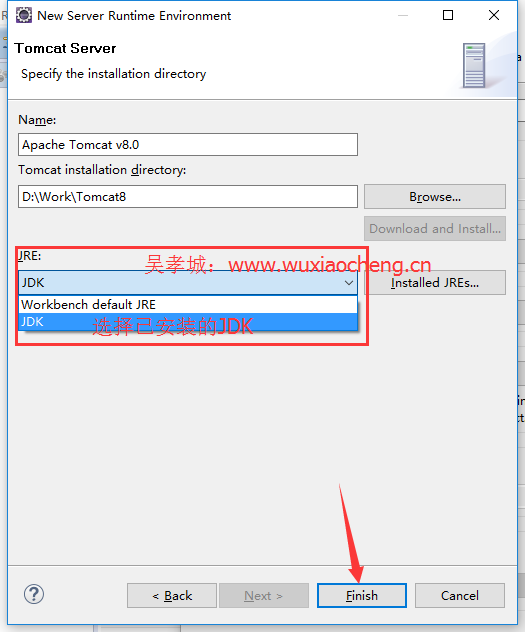 New Server Runtime Environment
Tomcat Server
Specify the installation directory
Name:
Apache Tomcat v8.0
Tomcat installation directory:
D:\Work\Tomcat8
Browse...
Download and Install...
JRE:
吴孝城：www.wuxiaocheng.cn
JDK
Installed JREs...
Workbench default JRE
JDK
选择已安装的JDK
?
< Back
Next >
Finish
Cancel